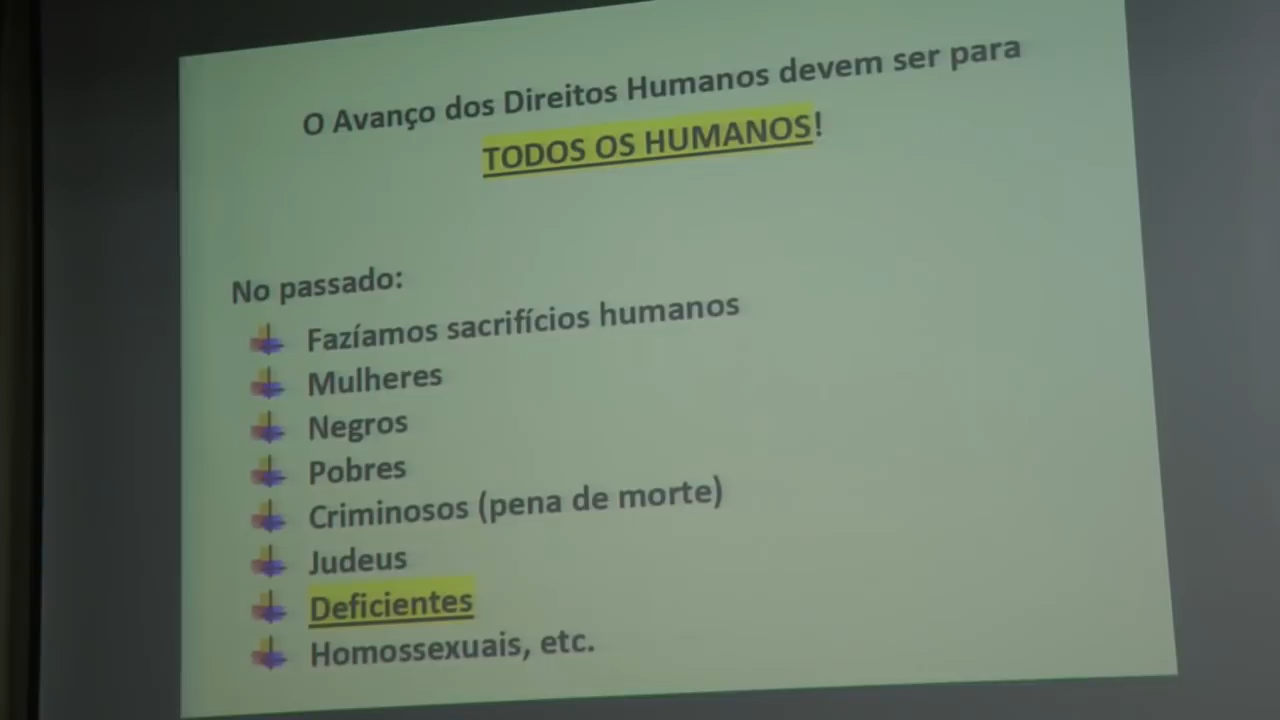 O Avanço dos Direitos Humanos devem ser para
TODOS OS HUMANOS!
No passado:
Fazíamos sacrifícios humanos
Mulheres
Negros
Pobres
Criminosos (pena de morte)
Judeus
Deficientes
Homossexuais, etc.